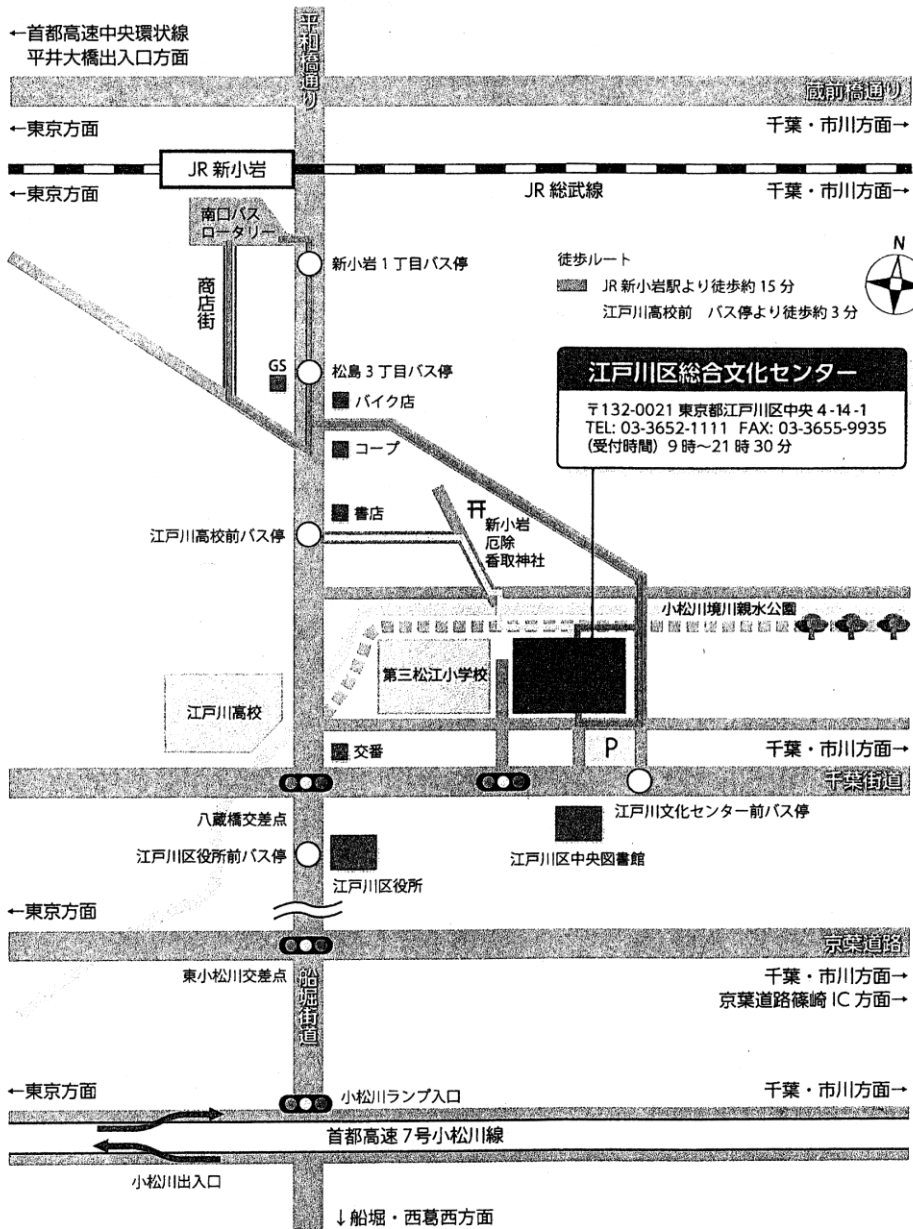 ←首都高速中央環状線
平井大橋出入口方面
平和橋通り
蔵前橋通り
←東京方面
千葉・市川方面→
JR 新小岩
←東京方面
JR 総武線
千葉・市川方面→
南口バス
ロータリー
商店街
新小岩1丁目バス停
徒歩ルート
JR 新小岩駅より徒歩約 15 分
江戸川高校前 バス停より徒歩約 3 分
N
GS
松島3丁目バス停
バイク店
コープ
江戸川区総合文化センター
〒132-0021 東京都江戸川区中央 4-14-1
TEL: 03-3652-1111 FAX: 03-3655-9935
(受付時間) 9 時~21 時 30 分
書店
江戸川高校前バス停
新小岩
厄除
香取神社
小松川境川親水公園
第三松江小学校
江戸川高校
交番
P
千葉・市川方面→
千葉街道
八蔵橋交差点
江戸川文化センター前バス停
江戸川区役所前バス停
江戸川区役所
江戸川区中央図書館
←東京方面
京葉道路
東小松川交差点
船堀街道
千葉・市川方面→
京葉道路篠崎 IC 方面→
←東京方面
小松川ランプ入口
千葉・市川方面→
首都高速7号小松川線
小松川出入口
↓船堀・西葛西方面